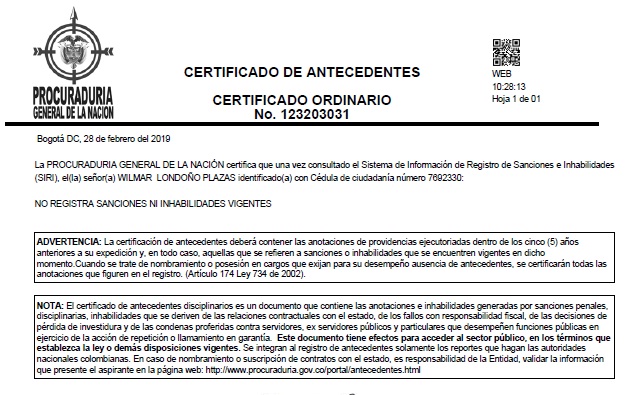 PROCURADURIA
GENERAL DE LA NACION
CERTIFICADO DE ANTECEDENTES
CERTIFICADO ORDINARIO
No. 123203031
WEB
10:28:13
Hoja 1 de 01
Bogotá DC, 28 de febrero del 2019
La PROCURADURIA GENERAL DE LA NACIÓN certifica que una vez consultado el Sistema de Información de Registro de Sanciones e Inhabilidades
(SIRI), el(la) señor(a) WILMAR LONDOÑO PLAZAS identificado(a) con Cédula de ciudadanía número 7692330:
NO REGISTRA SANCIONES NI INHABILIDADES VIGENTES
ADVERTENCIA: La certificación de antecedentes deberá contener las anotaciones de providencias ejecutoriadas dentro de los cinco (5) años
anteriores a su expedición y, en todo caso, aquellas que se refieren a sanciones o inhabilidades que se encuentren vigentes en dicho
momento.Cuando se trate de nombramiento o posesión en cargos que exijan para su desempeño ausencia de antecedentes, se certificarán todas las
anotaciones que figuren en el registro. (Artículo 174 Ley 734 de 2002).
NOTA: El certificado de antecedentes disciplinarios es un documento que contiene las anotaciones e inhabilidades generadas por sanciones penales,
disciplinarias, inhabilidades que se deriven de las relaciones contractuales con el estado, de los fallos con responsabilidad fiscal, de las decisiones de
pérdida de investidura y de las condenas proferidas contra servidores, ex servidores públicos y particulares que desempeñen funciones públicas en
ejercicio de la acción de repetición o llamamiento en garantía. Este documento tiene efectos para acceder al sector público, en los términos que
establezca la ley o demás disposiciones vigentes. Se integran al registro de antecedentes solamente los reportes que hagan las autoridades
nacionales colombianas. En caso de nombramiento o suscripción de contratos con el estado, es responsabilidad de la Entidad, validar la información
que presente el aspirante en la página web: http://www.procuraduria.gov.co/portal/antecedentes.html